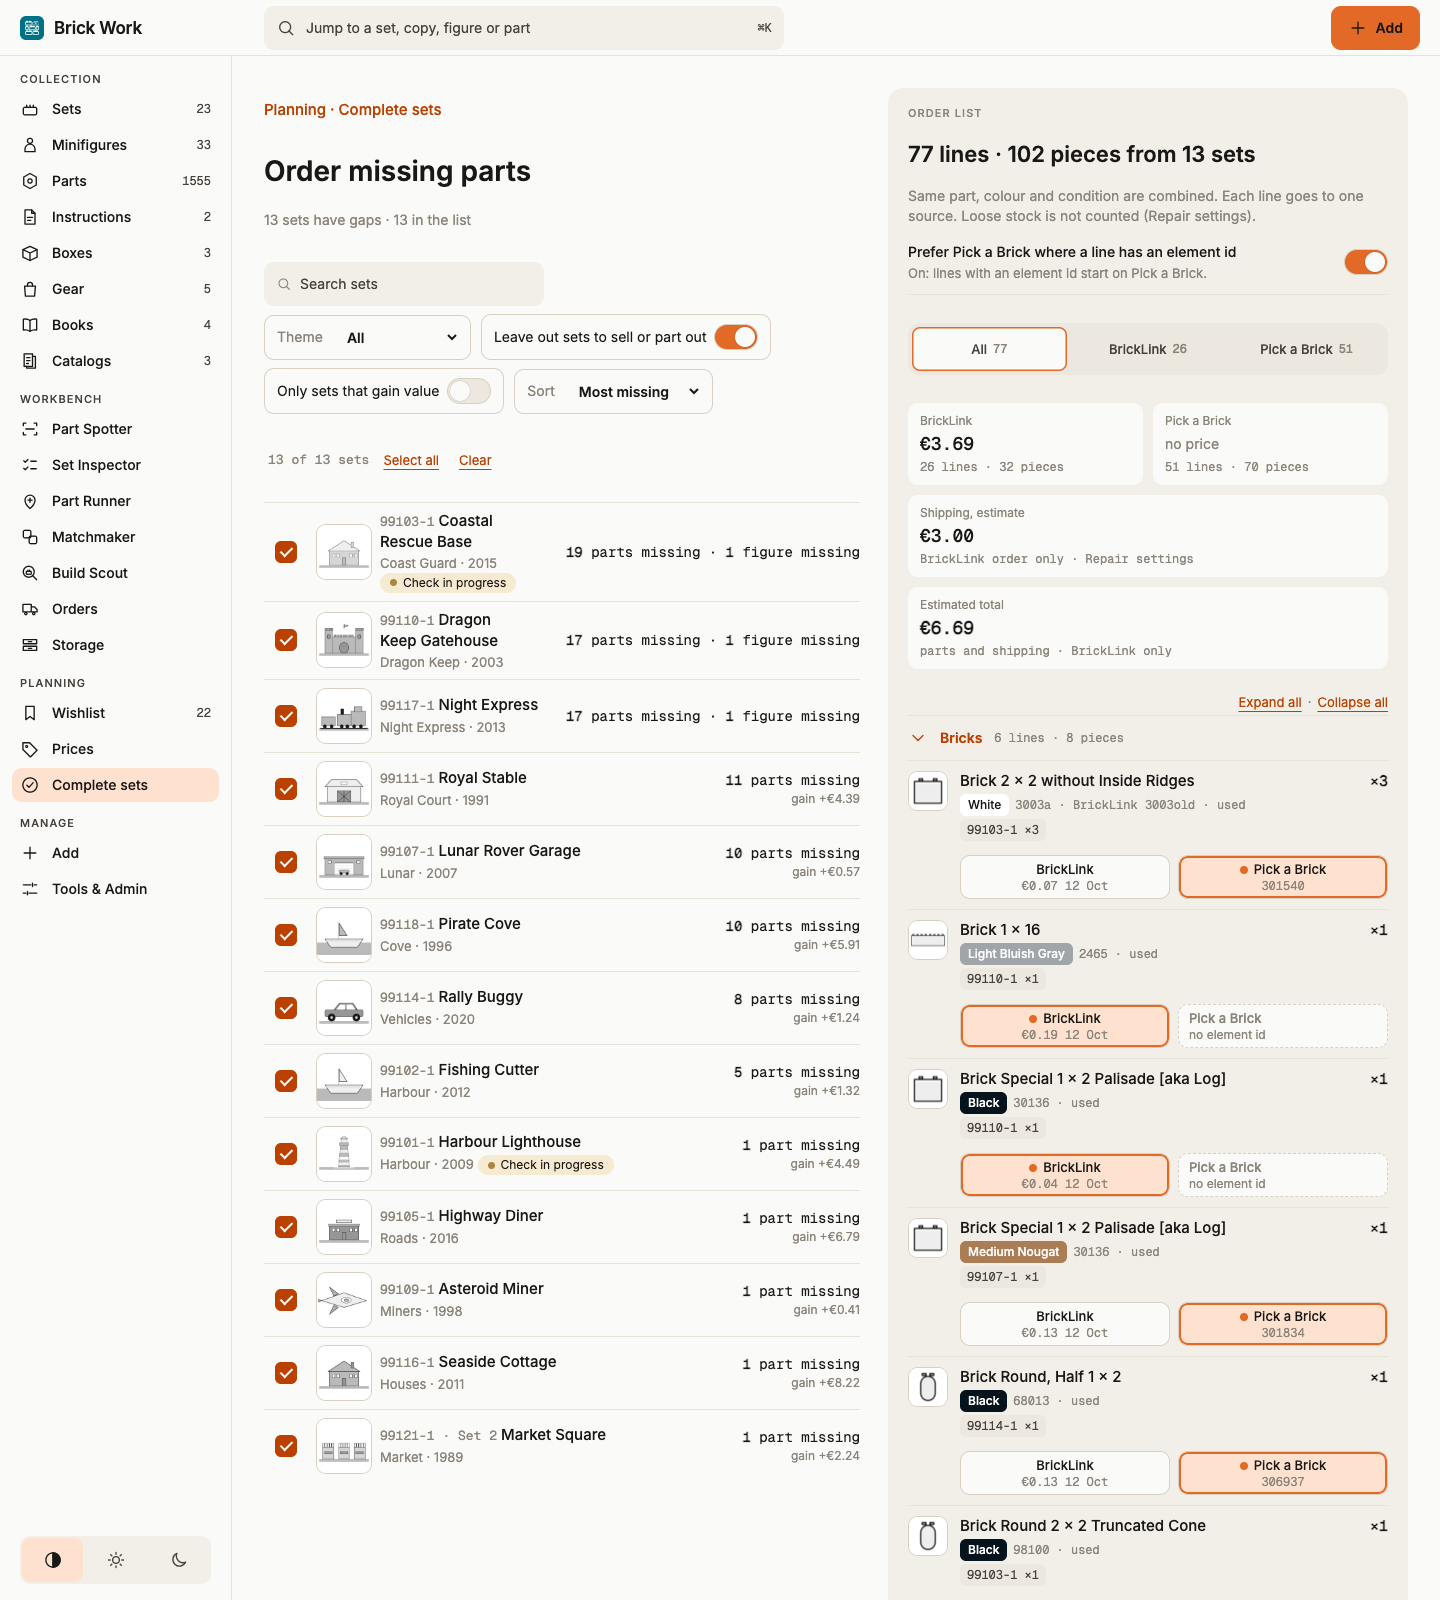 Brick Work
Jump to a set, copy, figure or part
⌘K
Add
COLLECTION
Sets 23
Minifigures 33
Parts 1555
Instructions 2
Boxes 3
Gear 5
Books 4
Catalogs 3
WORKBENCH
Part Spotter
Set Inspector
Part Runner
Matchmaker
Build Scout
Orders
Storage
PLANNING
Wishlist 22
Prices
Complete sets
MANAGE
Add
Tools & Admin
Planning · Complete sets
Order missing parts
13 sets have gaps · 13 in the list
Search sets
Theme All
Leave out sets to sell or part out
Only sets that gain value
Sort Most missing
13 of 13 sets Select all Clear
99103-1 Coastal
Rescue Base
Coast Guard · 2015
Check in progress
19 parts missing · 1 figure missing
99110-1 Dragon
Keep Gatehouse
Dragon Keep · 2003
17 parts missing · 1 figure missing
99117-1 Night Express
Night Express · 2013
17 parts missing · 1 figure missing
99111-1 Royal Stable
Royal Court · 1991
11 parts missing
gain +€4.39
99107-1 Lunar Rover Garage
Lunar · 2007
10 parts missing
gain +€0.57
99118-1 Pirate Cove
Cove · 1996
10 parts missing
gain +€5.91
99114-1 Rally Buggy
Vehicles · 2020
8 parts missing
gain +€1.24
99102-1 Fishing Cutter
Harbour · 2012
5 parts missing
gain +€1.32
99101-1 Harbour Lighthouse
Harbour · 2009 Check in progress
1 part missing
gain +€4.49
99105-1 Highway Diner
Roads · 2016
1 part missing
gain +€6.79
99109-1 Asteroid Miner
Miners · 1998
1 part missing
gain +€0.41
99116-1 Seaside Cottage
Houses · 2011
1 part missing
gain +€8.22
99121-1 · Set 2 Market Square
Market · 1989
1 part missing
gain +€2.24
ORDER LIST
77 lines · 102 pieces from 13 sets
Same part, colour and condition are combined. Each line goes to one
source. Loose stock is not counted (Repair settings).
Prefer Pick a Brick where a line has an element id
On: lines with an element id start on Pick a Brick.
All 77
BrickLink 26
Pick a Brick 51
BrickLink
€3.69
26 lines · 32 pieces
Pick a Brick
no price
51 lines · 70 pieces
Shipping, estimate
€3.00
BrickLink order only · Repair settings
Estimated total
€6.69
parts and shipping · BrickLink only
Expand all · Collapse all
Bricks 6 lines · 8 pieces
Brick 2 × 2 without Inside Ridges ×3
White 3003a · BrickLink 3003old · used
99103-1 ×3
BrickLink
€0.07 12 Oct
Pick a Brick
301540
Brick 1 × 16 ×1
Light Bluish Gray 2465 · used
99110-1 ×1
BrickLink
€0.19 12 Oct
Pick a Brick
no element id
Brick Special 1 × 2 Palisade [aka Log] ×1
Black 30136 · used
99110-1 ×1
BrickLink
€0.04 12 Oct
Pick a Brick
no element id
Brick Special 1 × 2 Palisade [aka Log] ×1
Medium Nougat 30136 · used
99107-1 ×1
BrickLink
€0.13 12 Oct
Pick a Brick
301834
Brick Round, Half 1 × 2 ×1
Black 68013 · used
99114-1 ×1
BrickLink
€0.13 12 Oct
Pick a Brick
306937
Brick Round 2 × 2 Truncated Cone ×1
Black 98100 · used
99103-1 ×1